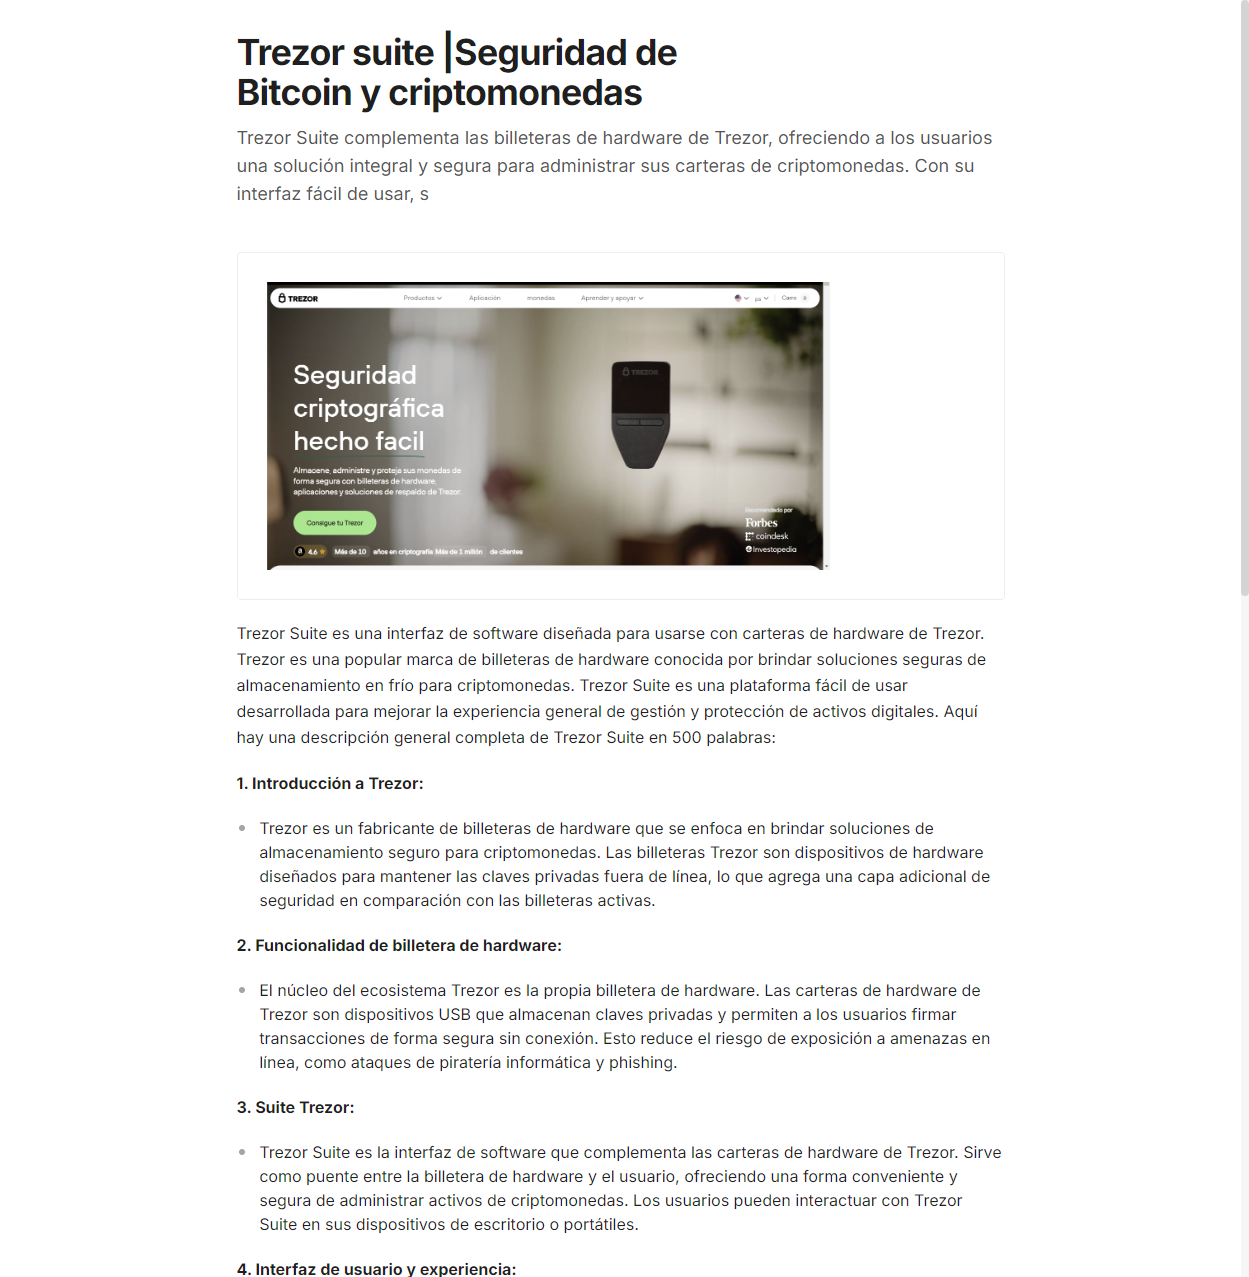 Trezor suite |Seguridad de
Bitcoin y criptomonedas
Trezor Suite complementa las billeteras de hardware de Trezor, ofreciendo a los usuarios
una solución integral y segura para administrar sus carteras de criptomonedas. Con su
interfaz fácil de usar, s
TREZOR
Productos
Aplicación
monedas
Aprender y apoyar
Carro
0
TREZOR
Seguridad
criptográfica
hecho facil
Almacene, administre y proteja sus monedas de
forma segura con billeteras de hardware,
aplicaciones y soluciones de respaldo de Trezor.
Consigue tu Trezor
Recomendado por
Forbes
coindesk
Investopedia
4.6 Más de 10 años en criptografía Más de 1 millón de clientes
Trezor Suite es una interfaz de software diseñada para usarse con carteras de hardware de Trezor.
Trezor es una popular marca de billeteras de hardware conocida por brindar soluciones seguras de
almacenamiento en frío para criptomonedas. Trezor Suite es una plataforma fácil de usar
desarrollada para mejorar la experiencia general de gestión y protección de activos digitales. Aquí
hay una descripción general completa de Trezor Suite en 500 palabras:
1. Introducción a Trezor:
Trezor es un fabricante de billeteras de hardware que se enfoca en brindar soluciones de
almacenamiento seguro para criptomonedas. Las billeteras Trezor son dispositivos de hardware
diseñados para mantener las claves privadas fuera de línea, lo que agrega una capa adicional de
seguridad en comparación con las billeteras activas.
2. Funcionalidad de billetera de hardware:
El núcleo del ecosistema Trezor es la propia billetera de hardware. Las carteras de hardware de
Trezor son dispositivos USB que almacenan claves privadas y permiten a los usuarios firmar
transacciones de forma segura sin conexión. Esto reduce el riesgo de exposición a amenazas en
línea, como ataques de piratería informática y phishing.
3. Suite Trezor:
Trezor Suite es la interfaz de software que complementa las carteras de hardware de Trezor. Sirve
como puente entre la billetera de hardware y el usuario, ofreciendo una forma conveniente y
segura de administrar activos de criptomonedas. Los usuarios pueden interactuar con Trezor
Suite en sus dispositivos de escritorio o portátiles.
4. Interfaz de usuario y experiencia: